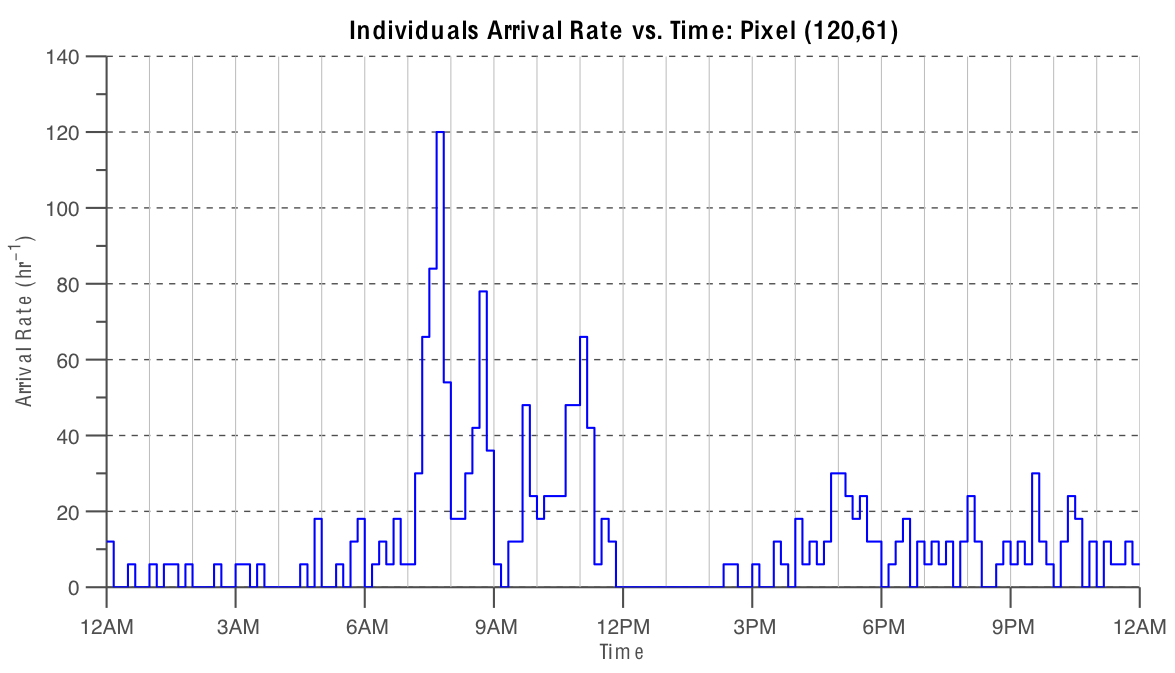 Individuals Arrival Rate vs. Time: Pixel (120,61)
140
120
100
80
60
40
20
0
Arrival Rate (hr⁻¹)
12AM 3AM 6AM 9AM 12PM 3PM 6PM 9PM 12AM
Time